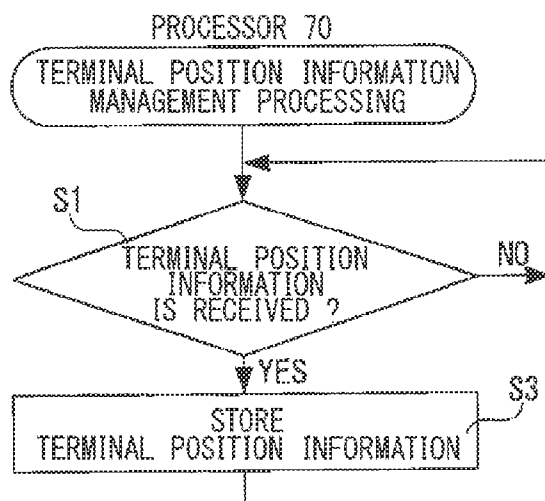 PROCESSOR 70
TERMINAL POSITION INFORMATION
MANAGEMENT PROCESSING
S1
TERMINAL POSITION
INFORMATION
IS RECEIVED ?
NO
YES
S3
STORE
TERMINAL POSITION INFORMATION